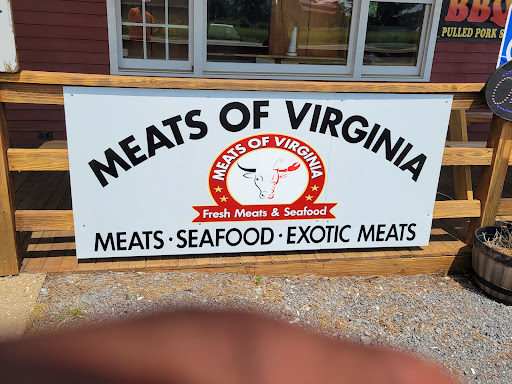 BBQ
PULLED PORK
MEATS OF VIRGINIA
MEATS OF VIRGINIA
Fresh Meats & Seafood
MEATS · SEAFOOD · EXOTIC MEATS